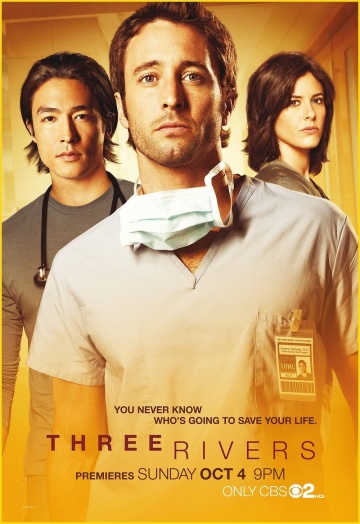 YOU NEVER KNOW
WHO'S GOING TO SAVE YOUR LIFE.
THREE RIVERS
PREMIERES SUNDAY OCT 4 9PM
ONLY CBS 2 HD